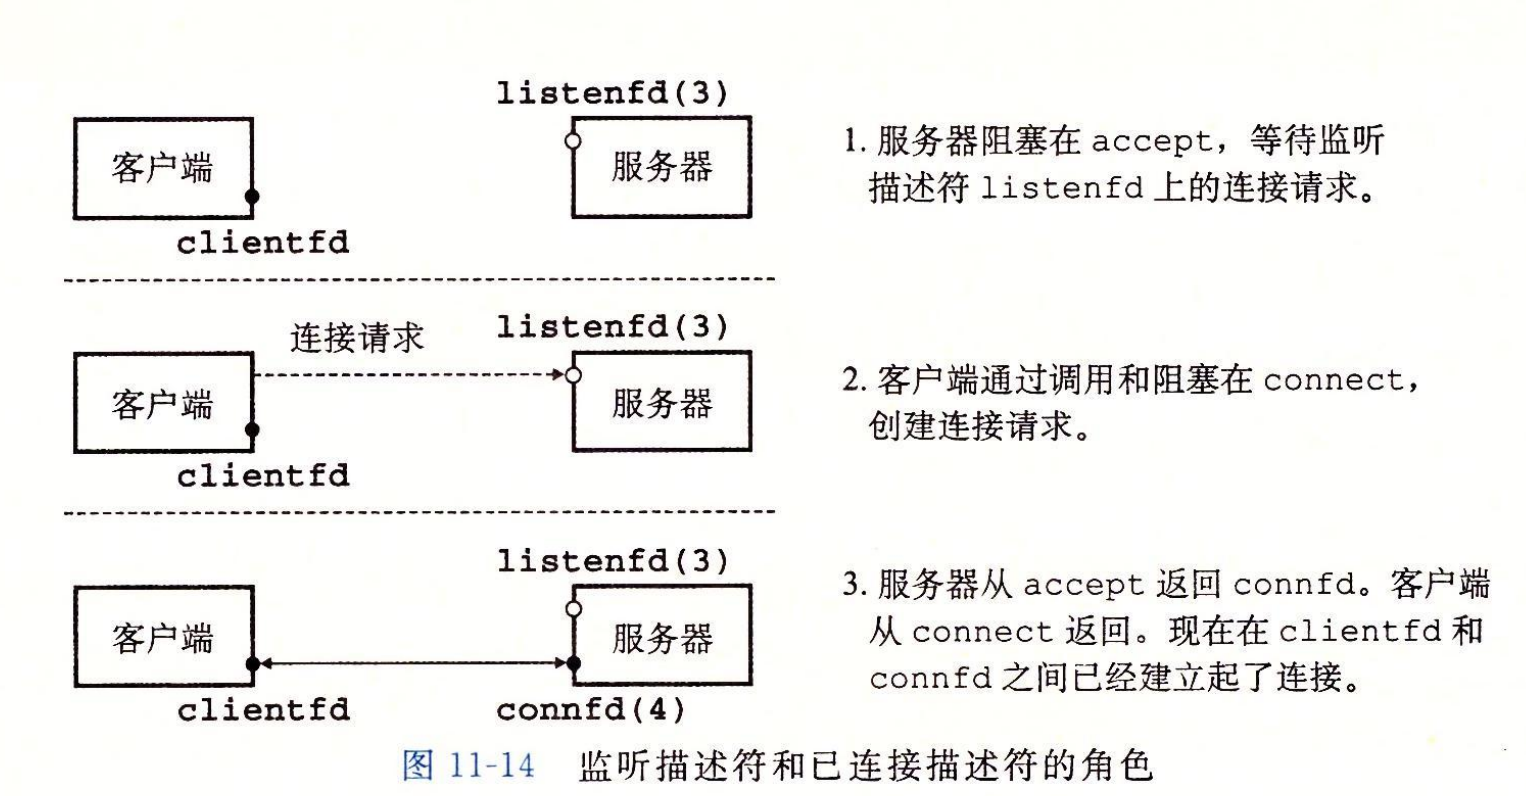 listenfd(3)
客户端
服务器
clientfd
1. 服务器阻塞在 accept，等待监听
描述符 listenfd 上的连接请求。
连接请求
listenfd(3)
客户端
服务器
clientfd
2. 客户端通过调用和阻塞在 connect，
创建连接请求。
listenfd(3)
客户端
服务器
clientfd
connfd(4)
3. 服务器从 accept 返回 connfd。客户端
从 connect 返回。现在在 clientfd 和
connfd 之间已经建立起了连接。
图 11-14 监听描述符和已连接描述符的角色